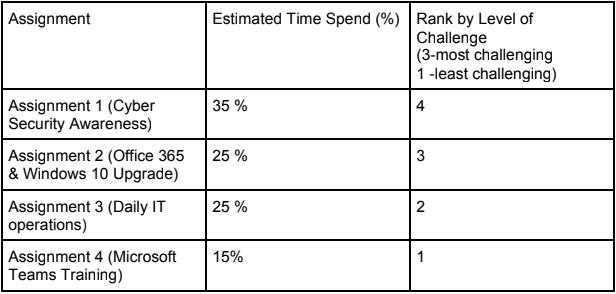 Assignment
Estimated Time Spend (%)
Rank by Level of
Challenge
(3-most challenging
1 -least challenging)
Assignment 1 (Cyber
Security Awareness)
35 %
4
Assignment 2 (Office 365
& Windows 10 Upgrade)
25 %
3
Assignment 3 (Daily IT
operations)
25 %
2
Assignment 4 (Microsoft
Teams Training)
15%
1